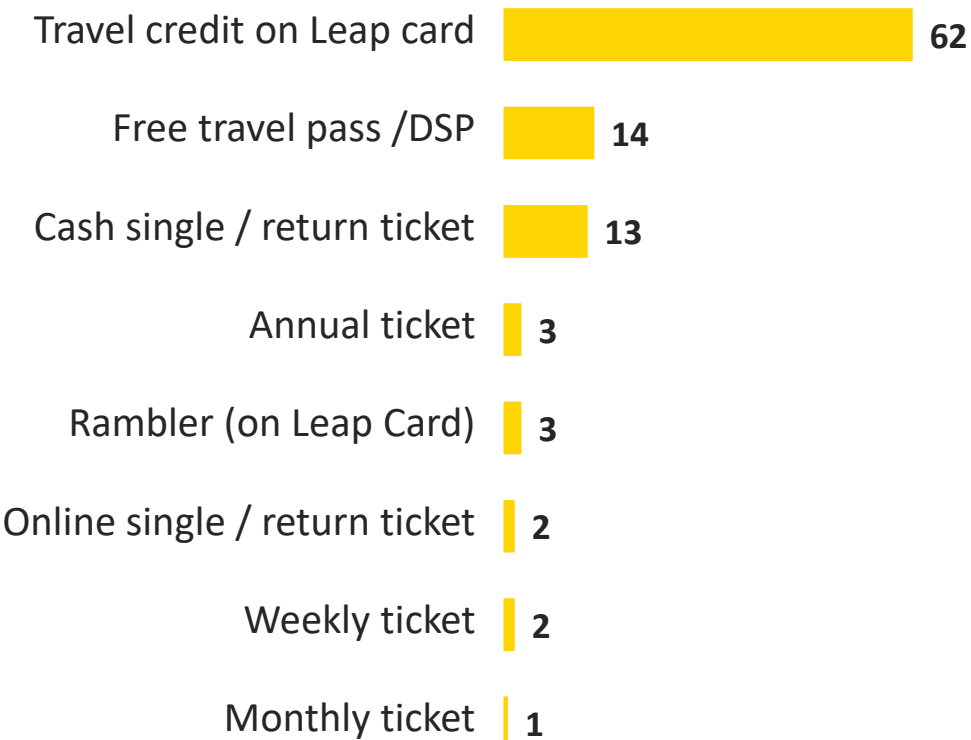 Travel credit on Leap card 62
Free travel pass /DSP 14
Cash single / return ticket 13
Annual ticket 3
Rambler (on Leap Card) 3
Online single / return ticket 2
Weekly ticket 2
Monthly ticket 1